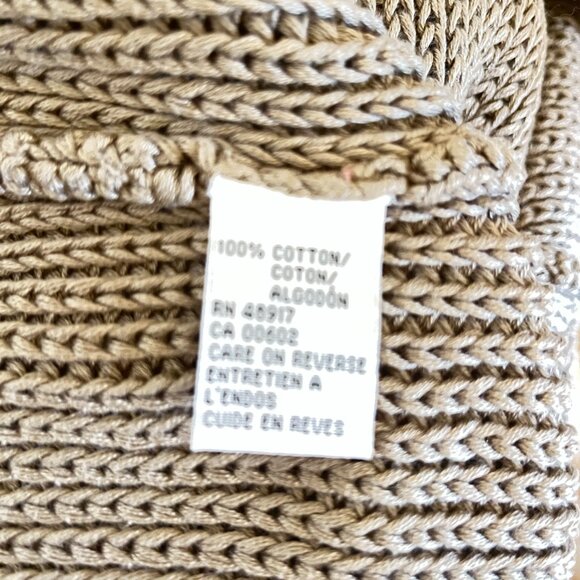 100% COTTON/
COTON/
ALGODÓN
RN 48917
CA 00602
CARE ON REVERSE
ENTRETIEN A
L'ENDOS
CUIDE EN REVES